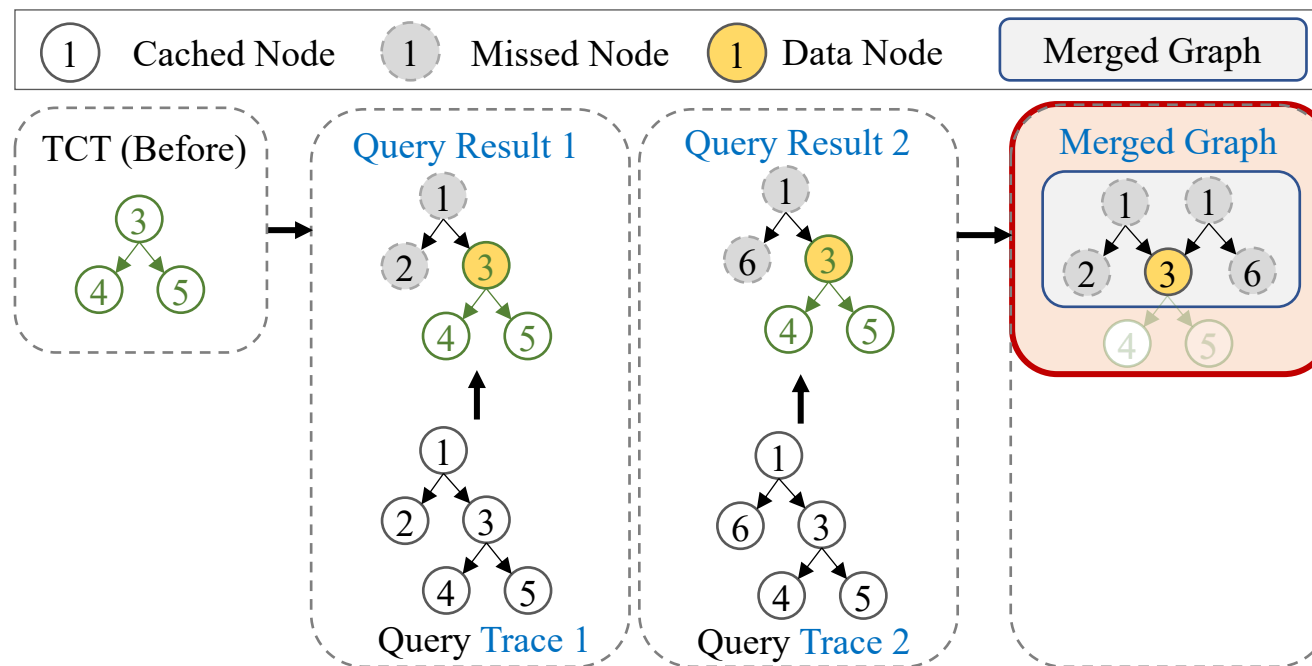 1 Cached Node 1 Missed Node 1 Data Node Merged Graph
TCT (Before)
3
4 5
Query Result 1
1
2 3
4 5
1
2 3
4 5
Query Trace 1
Query Result 2
1
6 3
4 5
1
6 3
4 5
Query Trace 2
Merged Graph
1 1
2 3 6
4 5